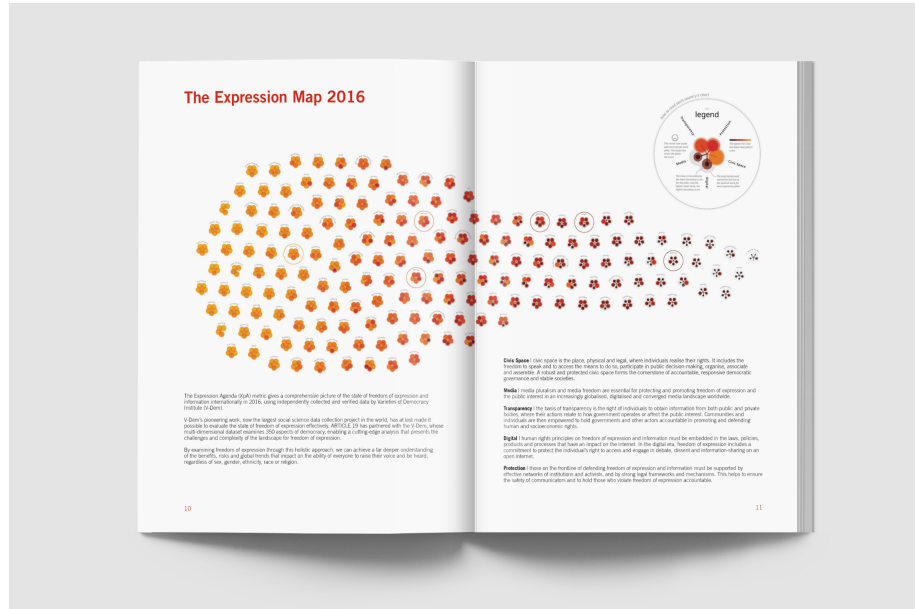 The Expression Map 2016
how to read each country's chart
legend
Transparency
Protection
Media
Civic Space
Digital
The Expression Agenda (XpA) metric gives a comprehensive picture of the state of freedom of expression and
information internationally in 2016, using independently collected and verified data by Varieties of Democracy
Institute (V-Dem).
V-Dem's pioneering work, now the largest social science data collection project in the world, has at last made it
possible to evaluate the state of freedom of expression effectively. ARTICLE 19 has partnered with the V-Dem, whose
multi-dimensional dataset examines 350 aspects of democracy, enabling a cutting-edge analysis that presents the
challenges and complexity of the landscape for freedom of expression.
By examining freedom of expression through this holistic approach, we can achieve a far deeper understanding
of the benefits, risks and global trends that impact on the ability of everyone to raise their voice and be heard,
regardless of sex, gender, ethnicity, race or religion.
10
Civic Space | civic space is the place, physical and legal, where individuals realise their rights. It includes the
freedom to speak and to access the means to do so, participate in public decision-making, organise, associate
and assemble. A robust and protected civic space forms the cornerstone of accountable, responsive democratic
governance and stable societies.
Media | media pluralism and media freedom are essential for protecting and promoting freedom of expression and
the public interest in an increasingly globalised, digitalised and converged media landscape worldwide.
Transparency | the basis of transparency is the right of individuals to obtain information from both public and private
bodies, where their actions relate to how government operates or affect the public interest. Communities and
individuals are then empowered to hold governments and other actors accountable in promoting and defending
human and socioeconomic rights.
Digital | human rights principles on freedom of expression and information must be embedded in the laws, policies,
products and processes that have an impact on the internet. In the digital era, freedom of expression includes a
commitment to protect the individual's right to access and engage in debate, dissent and information-sharing on an
open internet.
Protection | those on the frontline of defending freedom of expression and information must be supported by
effective networks of institutions and activists, and by strong legal frameworks and mechanisms. This helps to ensure
the safety of communicators and to hold those who violate freedom of expression accountable.
11